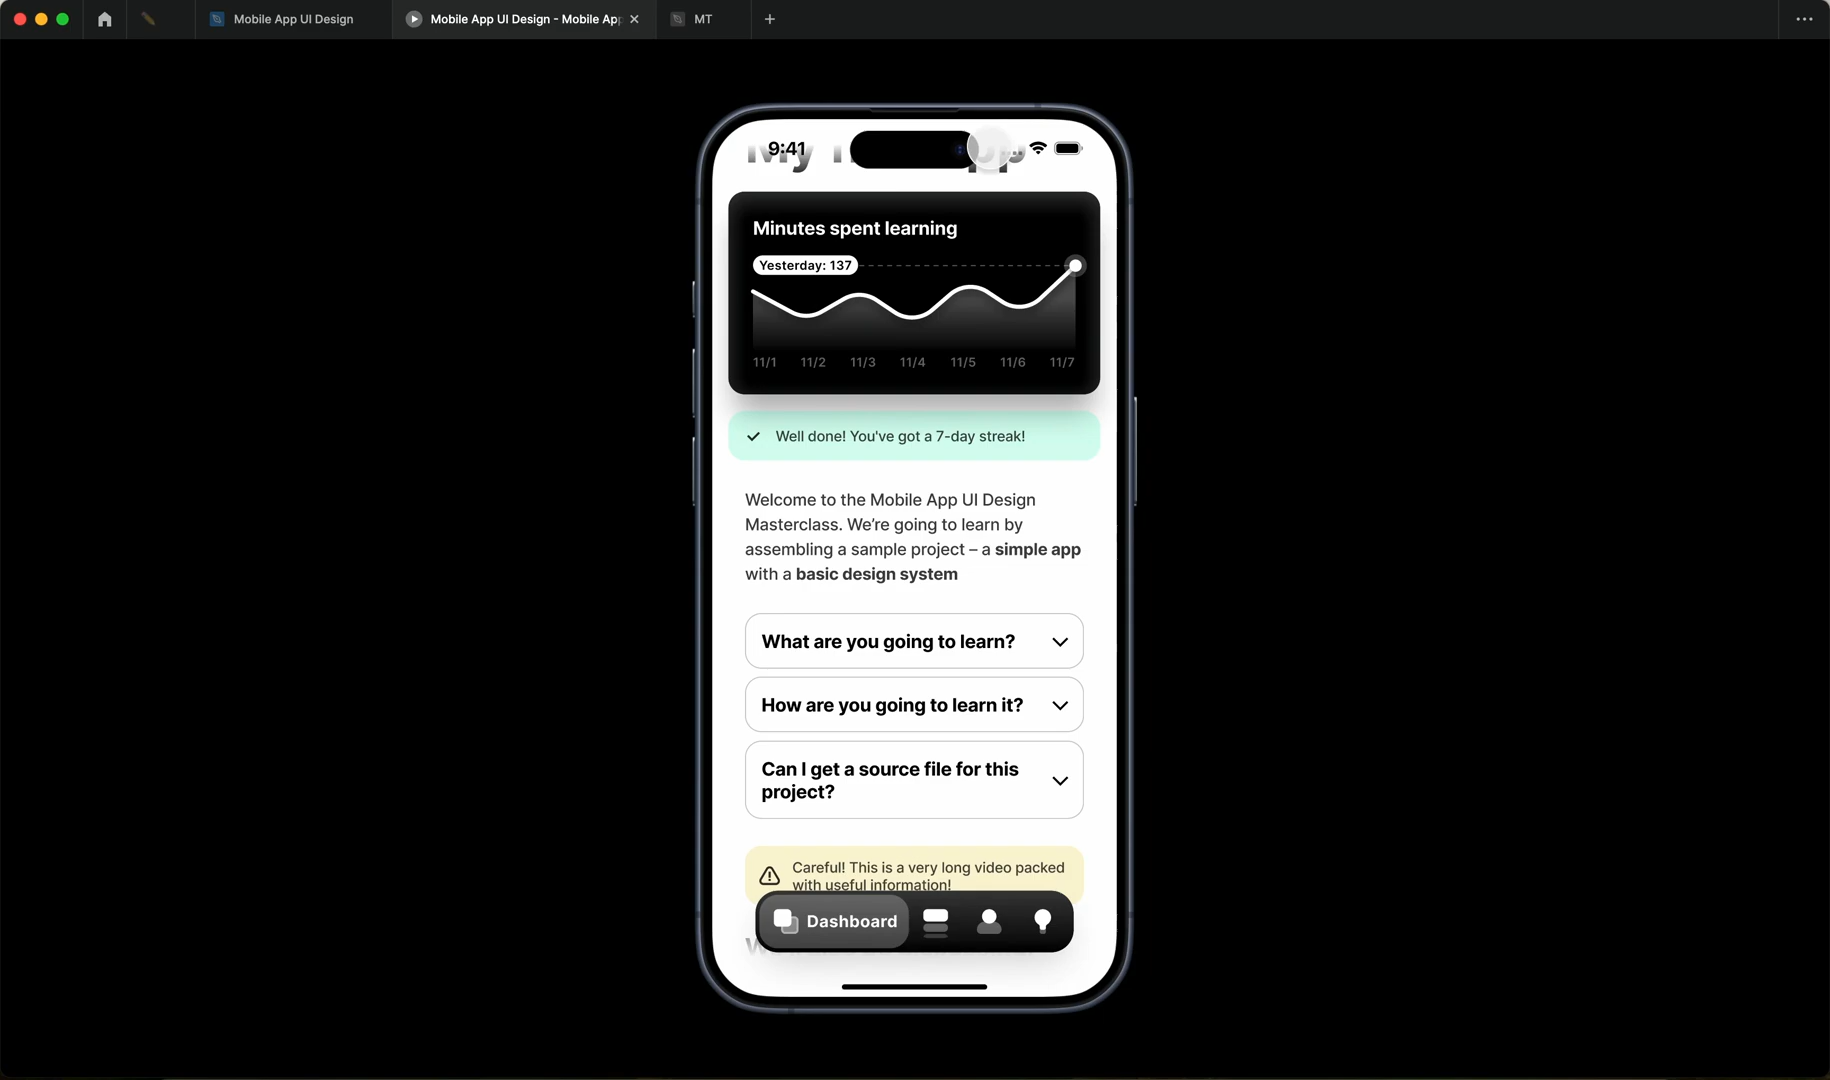 Mobile App UI Design
Mobile App UI Design - Mobile Ap
MT
9:41
My
Minutes spent learning
Yesterday: 137
11/1 11/2 11/3 11/4 11/5 11/6 11/7
Well done! You've got a 7-day streak!
Welcome to the Mobile App UI Design
Masterclass. We're going to learn by
assembling a sample project – a simple app
with a basic design system
What are you going to learn?
How are you going to learn it?
Can I get a source file for this
project?
Careful! This is a very long video packed
with useful information!
Dashboard